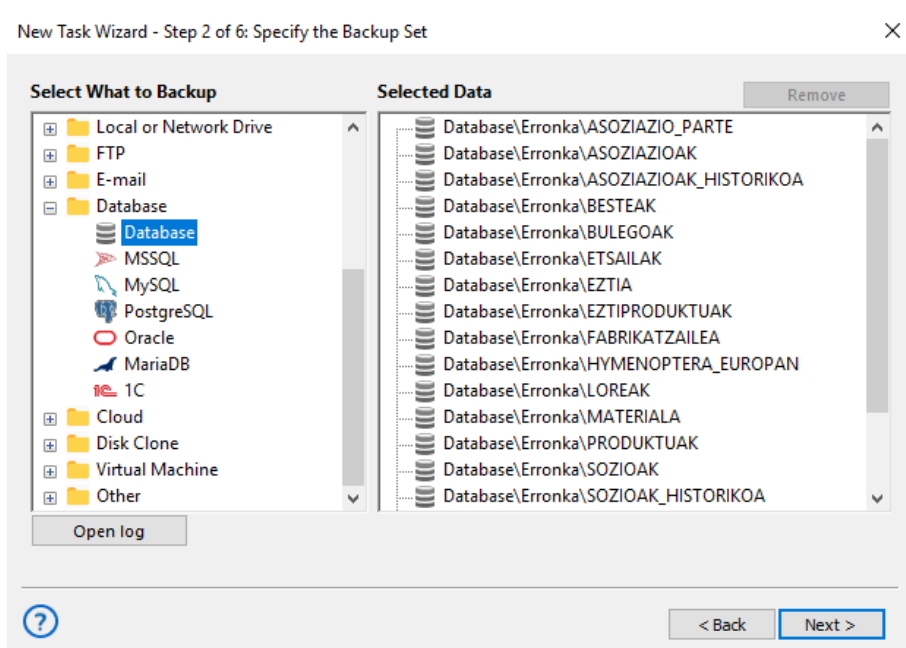 New Task Wizard - Step 2 of 6: Specify the Backup Set
Select What to Backup
Local or Network Drive
FTP
E-mail
Database
Database
MSSQL
MySQL
PostgreSQL
Oracle
MariaDB
1C
Cloud
Disk Clone
Virtual Machine
Other
Open log
Selected Data
Remove
Database\Erronka\ASOZIAZIO_PARTE
Database\Erronka\ASOZIAZIOAK
Database\Erronka\ASOZIAZIOAK_HISTORIKOA
Database\Erronka\BESTEAK
Database\Erronka\BULEGOAK
Database\Erronka\ETSAILAK
Database\Erronka\EZTIA
Database\Erronka\EZTIPRODUKTUAK
Database\Erronka\FABRIKATZAILEA
Database\Erronka\HYMENOPTERA_EUROPAN
Database\Erronka\LOREAK
Database\Erronka\MATERIALA
Database\Erronka\PRODUKTUAK
Database\Erronka\SOZIOAK
Database\Erronka\SOZIOAK_HISTORIKOA
?
< Back
Next >